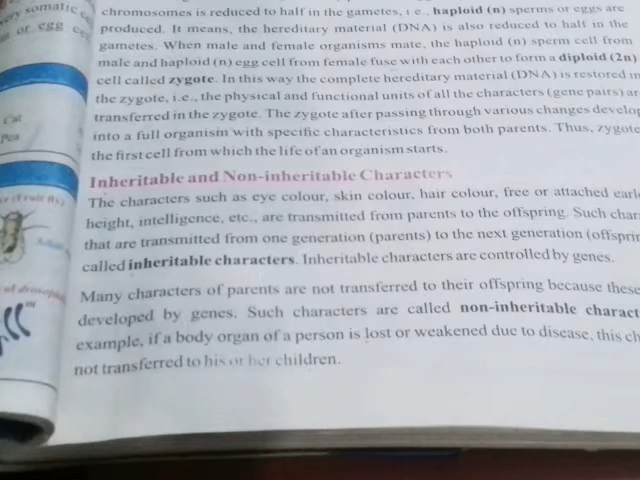 very somatic
or egg cell
Cat
Pea
chromosomes is reduced to half in the gametes, i.e., haploid (n) sperms or eggs are
produced. It means, the hereditary material (DNA) is also reduced to half in the
gametes. When male and female organisms mate, the haploid (n) sperm cell from
male and haploid (n) egg cell from female fuse with each other to form a diploid (2n)
cell called zygote. In this way the complete hereditary material (DNA) is restored in
the zygote, i.e., the physical and functional units of all the characters (gene pairs) ar
transferred in the zygote. The zygote after passing through various changes develop
into a full organism with specific characteristics from both parents. Thus, zygote
the first cell from which the life of an organism starts.
Inheritable and Non-inheritable Characters
The characters such as eye colour, skin colour, hair colour, free or attached earl
height, intelligence, etc., are transmitted from parents to the offspring. Such char
that are transmitted from one generation (parents) to the next generation (offsprin
called inheritable characters. Inheritable characters are controlled by genes.
Many characters of parents are not transferred to their offspring because these
developed by genes. Such characters are called non-inheritable charact
example, if a body organ of a person is lost or weakened due to disease, this ch
not transferred to his or her children.